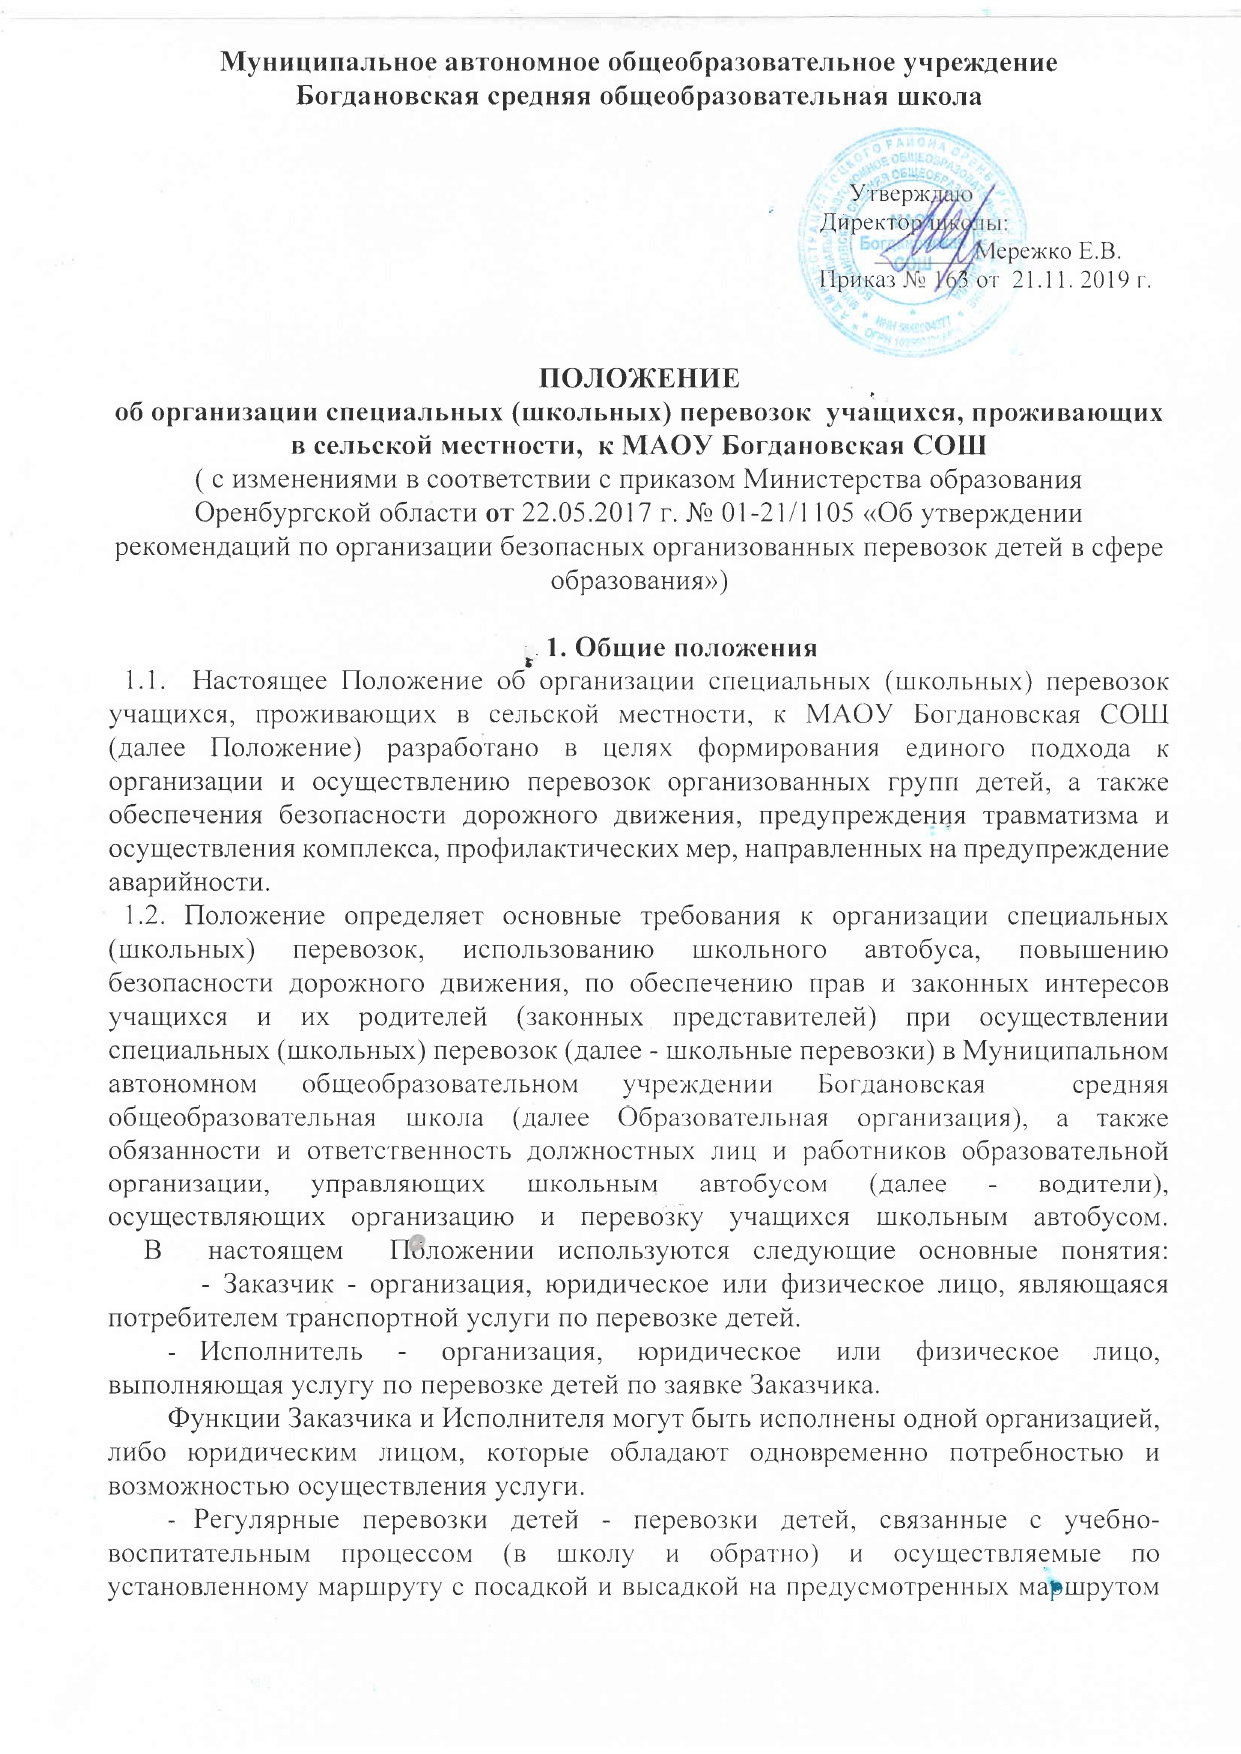 Муниципальное автономное общеобразовательное учреждение
Богдановская средняя общеобразовательная школа
Утверждаю
Директор школы:
Мережко Е.В.
Приказ № 163 от 21.11. 2019 г.
ПОЛОЖЕНИЕ
об организации специальных (школьных) перевозок учащихся, проживающих
в сельской местности, к МАОУ Богдановская СОШ
( с изменениями в соответствии с приказом Министерства образования
Оренбургской области от 22.05.2017 г. № 01-21/1105 «Об утверждении
рекомендаций по организации безопасных организованных перевозок детей в сфере
образования»)
1. Общие положения
1.1. Настоящее Положение об организации специальных (школьных) перевозок
учащихся, проживающих в сельской местности, к МАОУ Богдановская СОШ
(далее Положение) разработано в целях формирования единого подхода к
организации и осуществлению перевозок организованных групп детей, а также
обеспечения безопасности дорожного движения, предупреждения травматизма и
осуществления комплекса, профилактических мер, направленных на предупреждение
аварийности.
1.2. Положение определяет основные требования к организации специальных
(школьных) перевозок, использованию школьного автобуса, повышению
безопасности дорожного движения, по обеспечению прав и законных интересов
учащихся и их родителей (законных представителей) при осуществлении
специальных (школьных) перевозок (далее - школьные перевозки) в Муниципальном
автономном общеобразовательном учреждении Богдановская средняя
общеобразовательная школа (далее Образовательная организация), а также
обязанности и ответственность должностных лиц и работников образовательной
организации, управляющих школьным автобусом (далее - водители),
осуществляющих организацию и перевозку учащихся школьным автобусом.
В настоящем Положении используются следующие основные понятия:
- Заказчик - организация, юридическое или физическое лицо, являющаяся
потребителем транспортной услуги по перевозке детей.
- Исполнитель - организация, юридическое или физическое лицо,
выполняющая услугу по перевозке детей по заявке Заказчика.
Функции Заказчика и Исполнителя могут быть исполнены одной организацией,
либо юридическим лицом, которые обладают одновременно потребностью и
возможностью осуществления услуги.
- Регулярные перевозки детей - перевозки детей, связанные с учебно-
воспитательным процессом (в школу и обратно) и осуществляемые по
установленному маршруту с посадкой и высадкой на предусмотренных маршрутом